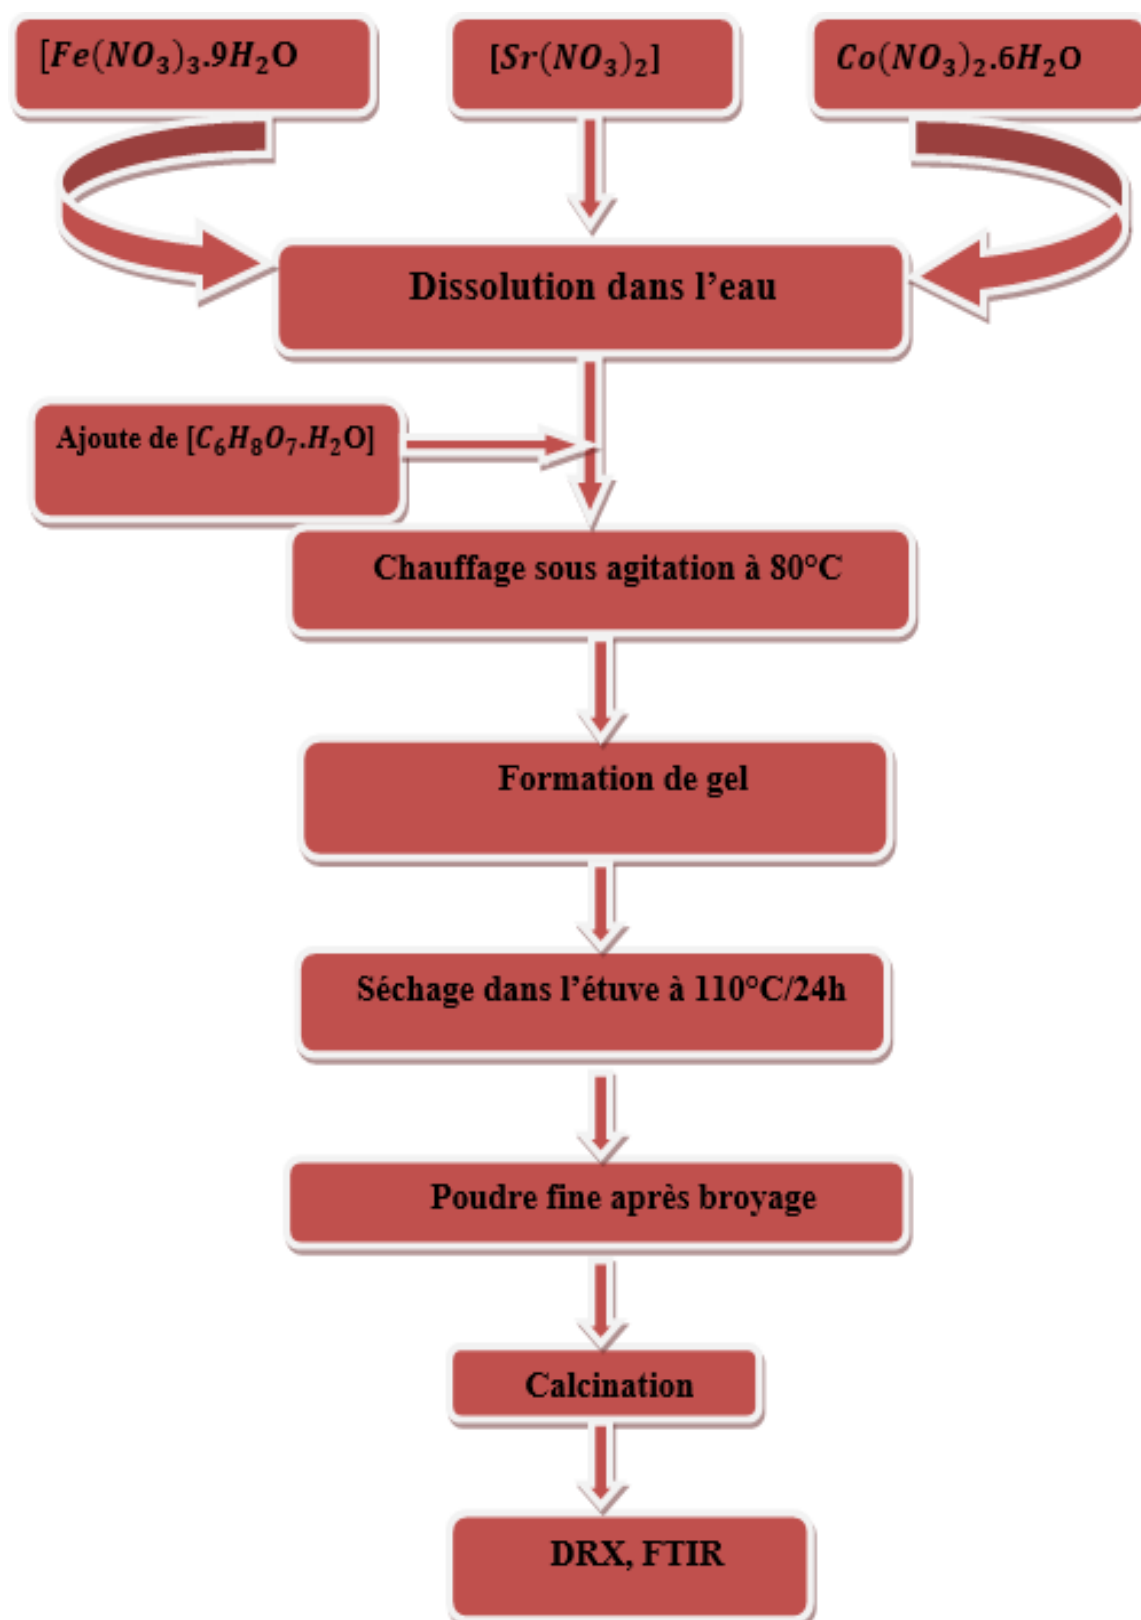 [Fe(NO₃)₃.9H₂O
[Sr(NO₃)₂]
Co(NO₃)₂.6H₂O
Dissolution dans l’eau
Ajoute de [C₆H₈O₇.H₂O]
Chauffage sous agitation à 80°C
Formation de gel
Séchage dans l’étuve à 110°C/24h
Poudre fine après broyage
Calcination
DRX, FTIR